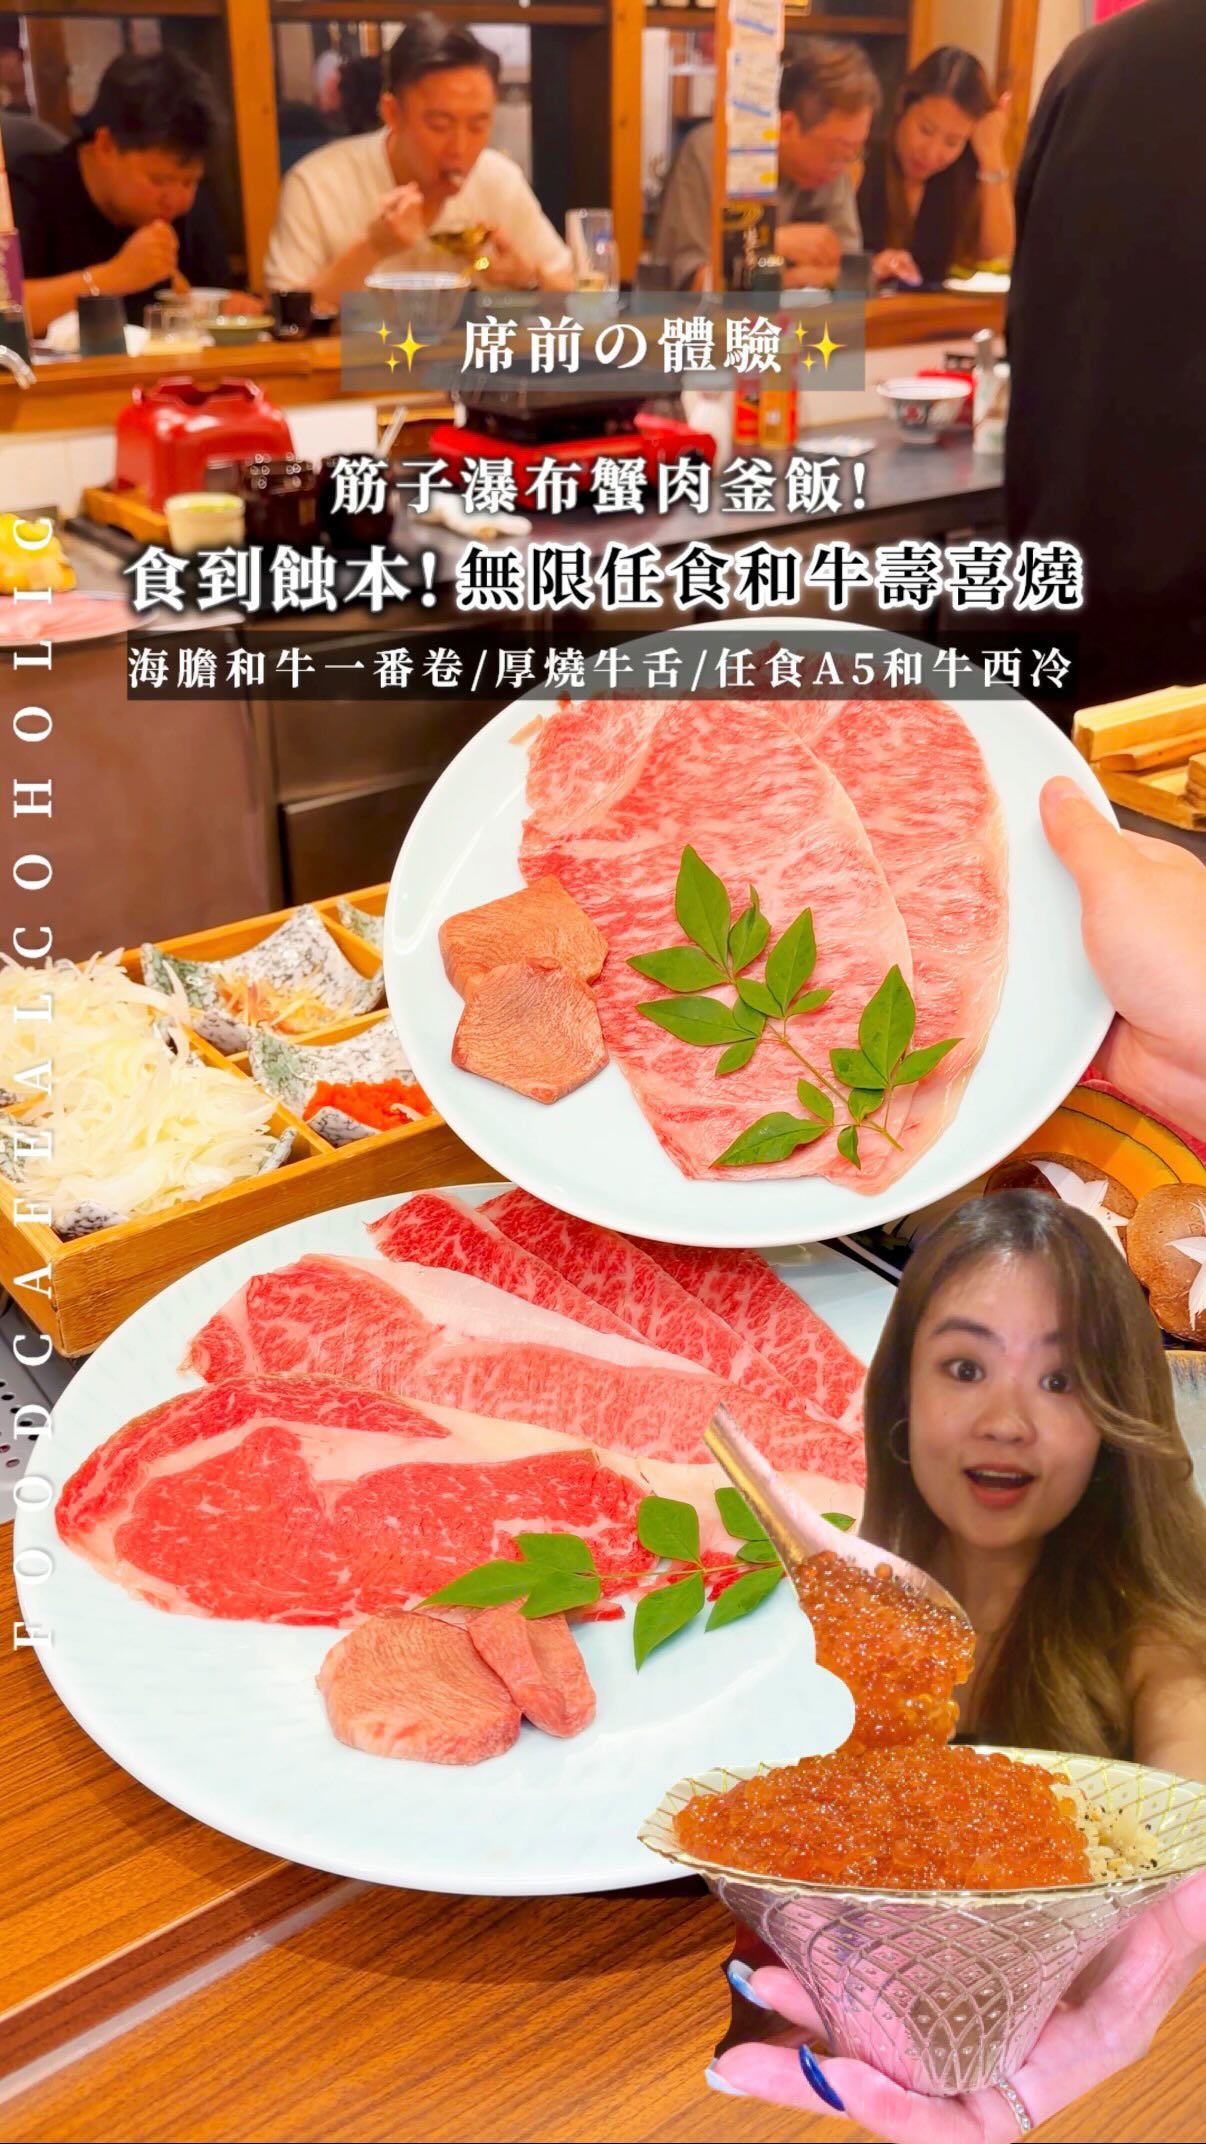 ✨ 席前の體驗✨
筋子瀑布蟹肉釜飯!
食到蝕本!無限任食和牛壽喜燒
海膽和牛一番卷/厚燒牛舌/任食A5和牛西冷
FOODCAFEALCOHOLIC